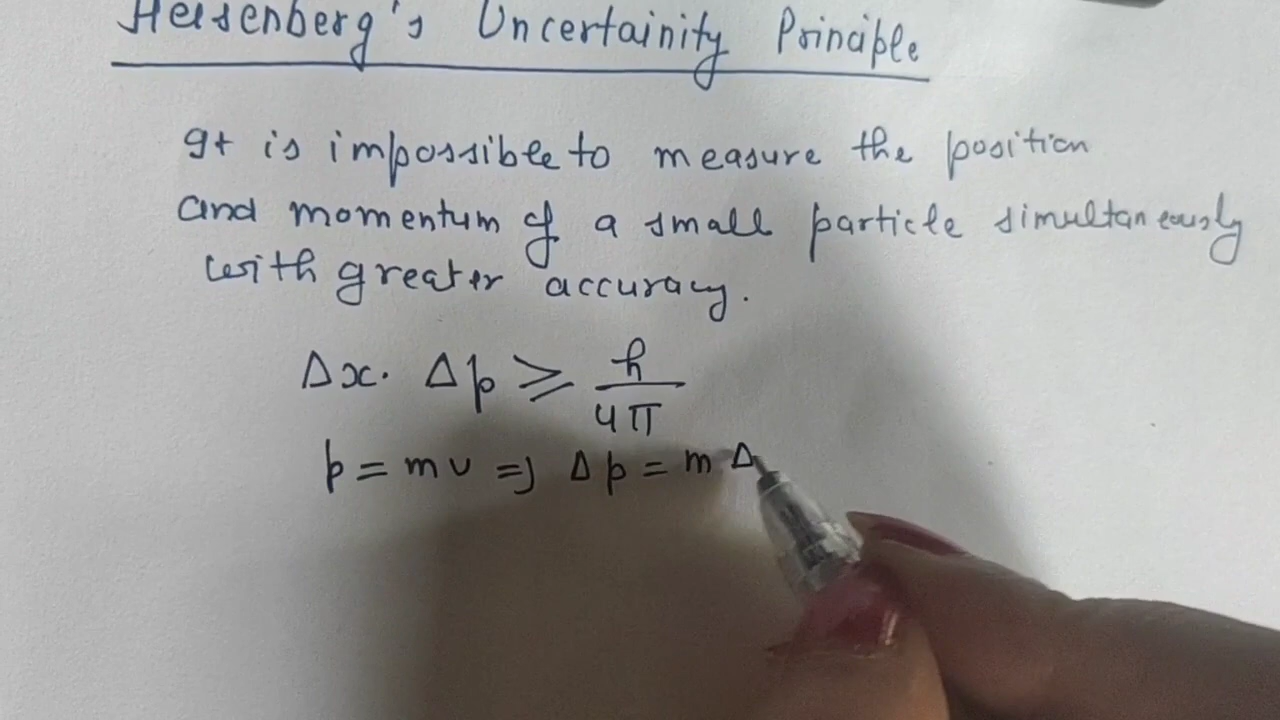 Heisenberg's Uncertainity Principle
It is impossible to measure the position
and momentum of a small particle simultaneously
with greater accuracy.
Δx. Δp ⩾ h/4π
p = mv => Δp = m Δ